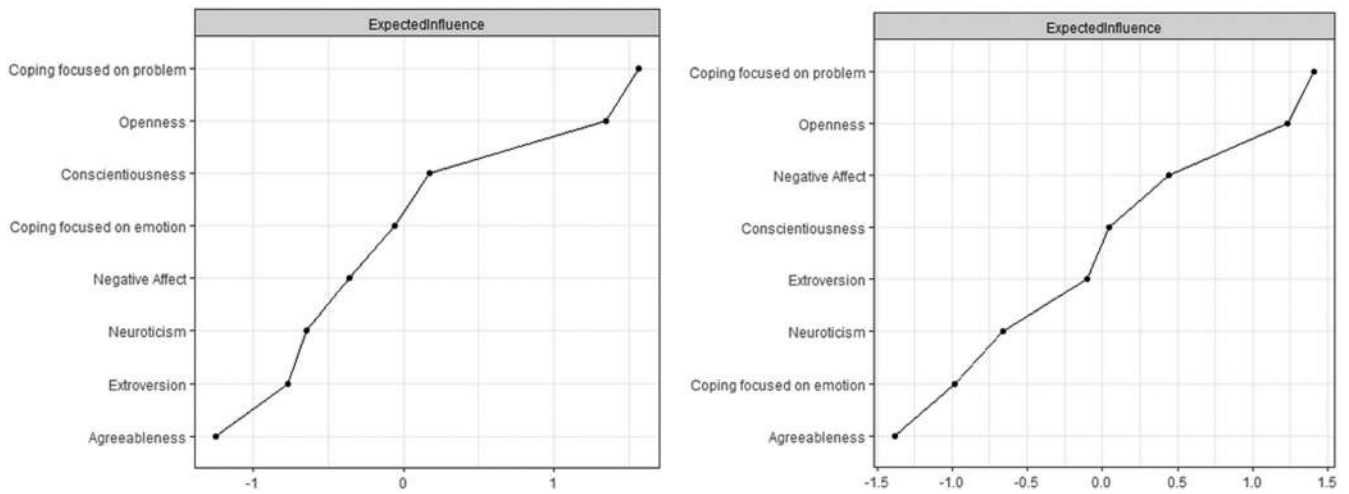 ExpectedInfluence
Coping focused on problem
Openness
Conscientiousness
Coping focused on emotion
Negative Affect
Neuroticism
Extroversion
Agreeableness
-1 0 1
ExpectedInfluence
Coping focused on problem
Openness
Negative Affect
Conscientiousness
Extroversion
Neuroticism
Coping focused on emotion
Agreeableness
-1.5 -1.0 -0.5 0.0 0.5 1.0 1.5